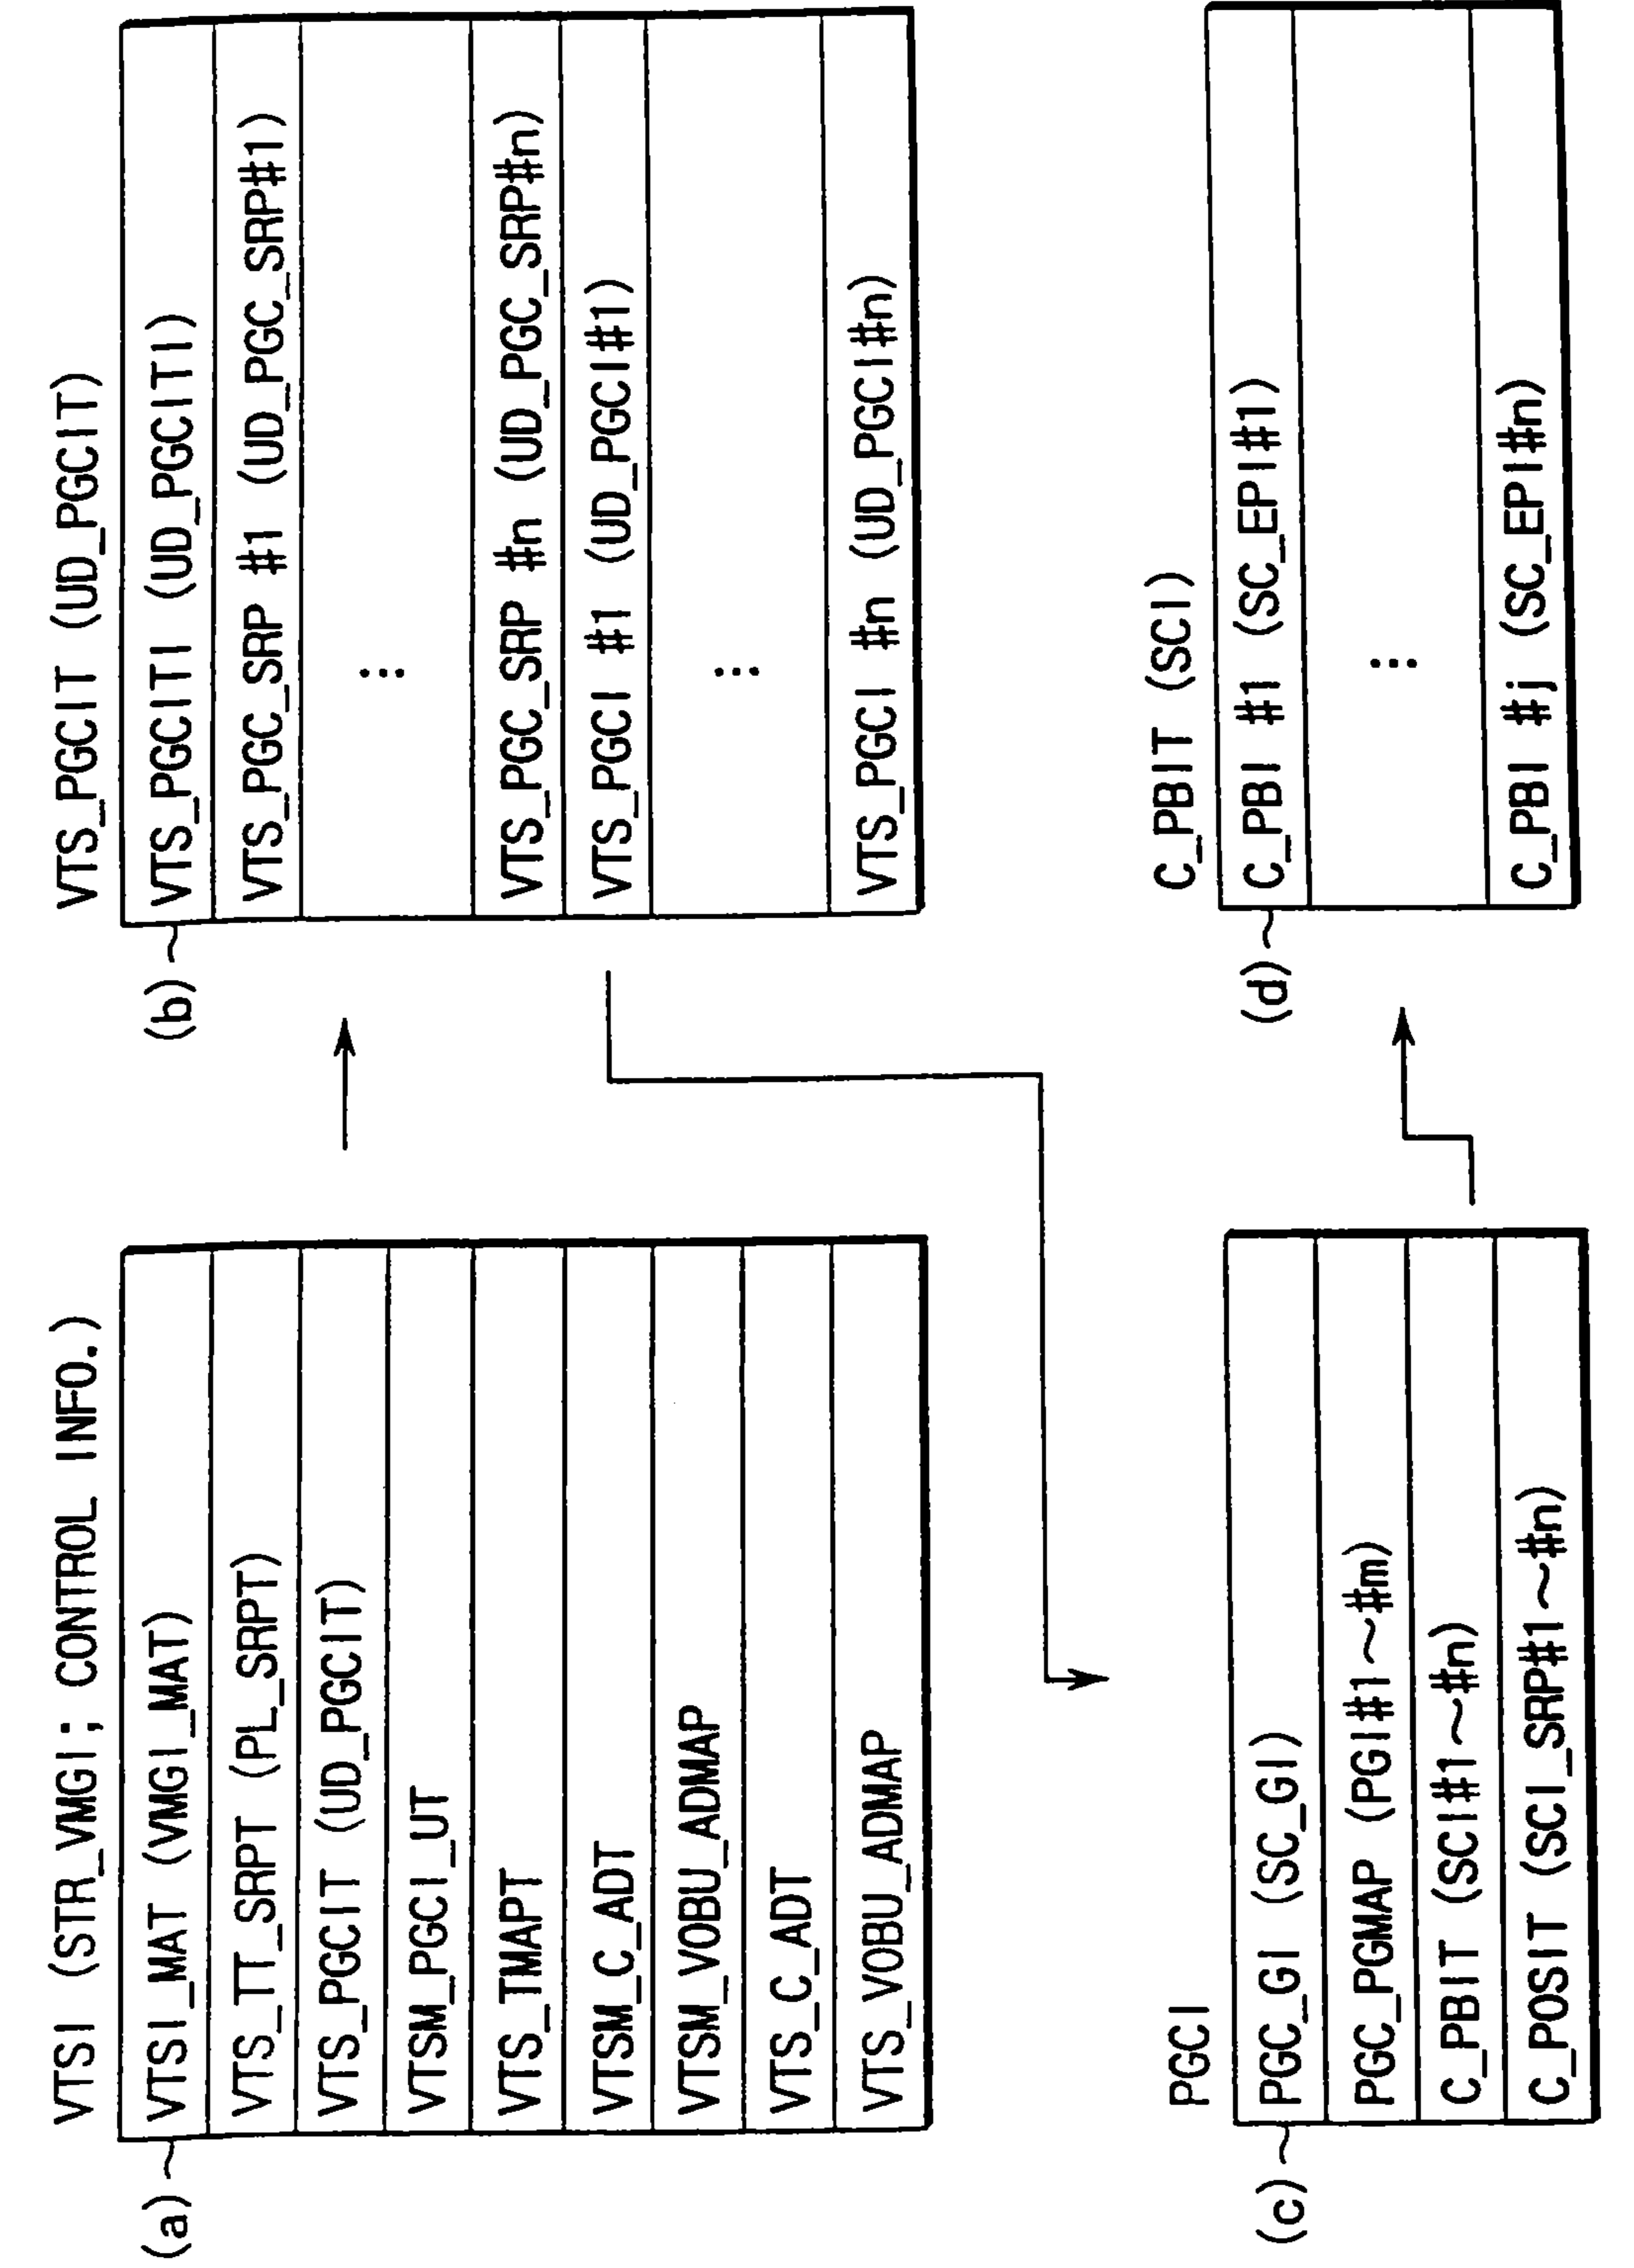 VTSI (STR_VMGI; CONTROL INFO.)
(a)
VTSI_MAT (VMGI_MAT)
VTS_TT_SRPT (PL_SRPT)
VTS_PGCIT (UD_PGCIT)
VTSM_PGCI_UT
VTS_TMAPT
VTSM_C_ADT
VTSM_VOBU_ADMAP
VTS_C_ADT
VTS_VOBU_ADMAP
VTS_PGCIT (UD_PGCIT)
(b)
VTS_PGCITI (UD_PGCITI)
VTS_PGC_SRP #1 (UD_PGC_SRP#1)
...
VTS_PGC_SRP #n (UD_PGC_SRP#n)
VTS_PGCI #1 (UD_PGCI#1)
...
VTS_PGCI #n (UD_PGCI#n)
PGCI
(c)
PGC_GI (SC_GI)
PGC_PGMAP (PGI#1~#m)
C_PBIT (SCI#1~#n)
C_POSIT (SCI_SRP#1~#n)
C_PBIT (SCI)
(d)
C_PBI #1 (SC_EPI#1)
...
C_PBI #j (SC_EPI#n)